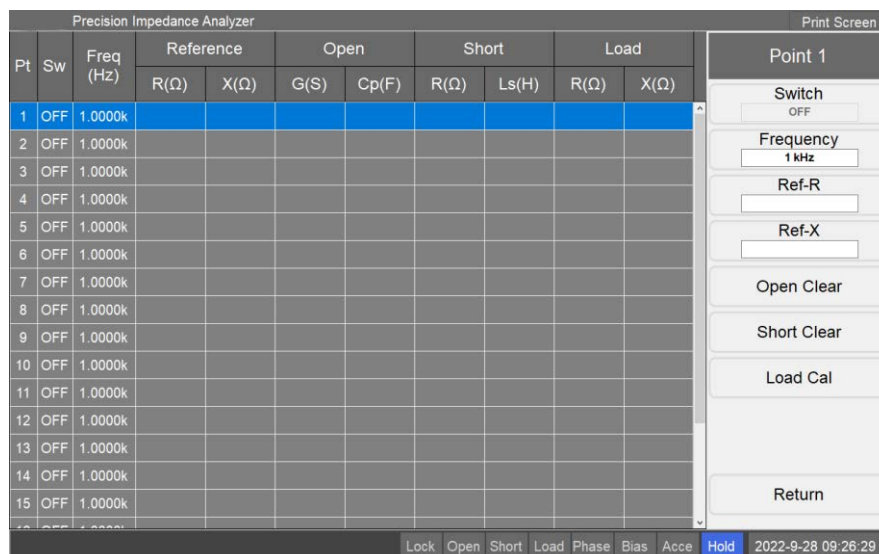 Precision Impedance Analyzer Print Screen
Pt Sw Freq (Hz) Reference Open Short Load
R(Ω) X(Ω) G(S) Cp(F) R(Ω) Ls(H) R(Ω) X(Ω)
1 OFF 1.0000k
2 OFF 1.0000k
3 OFF 1.0000k
4 OFF 1.0000k
5 OFF 1.0000k
6 OFF 1.0000k
7 OFF 1.0000k
8 OFF 1.0000k
9 OFF 1.0000k
10 OFF 1.0000k
11 OFF 1.0000k
12 OFF 1.0000k
13 OFF 1.0000k
14 OFF 1.0000k
15 OFF 1.0000k
Point 1
Switch
OFF
Frequency
1 kHz
Ref-R
Ref-X
Open Clear
Short Clear
Load Cal
Return
Lock Open Short Load Phase Bias Acce Hold 2022-9-28 09:26:29